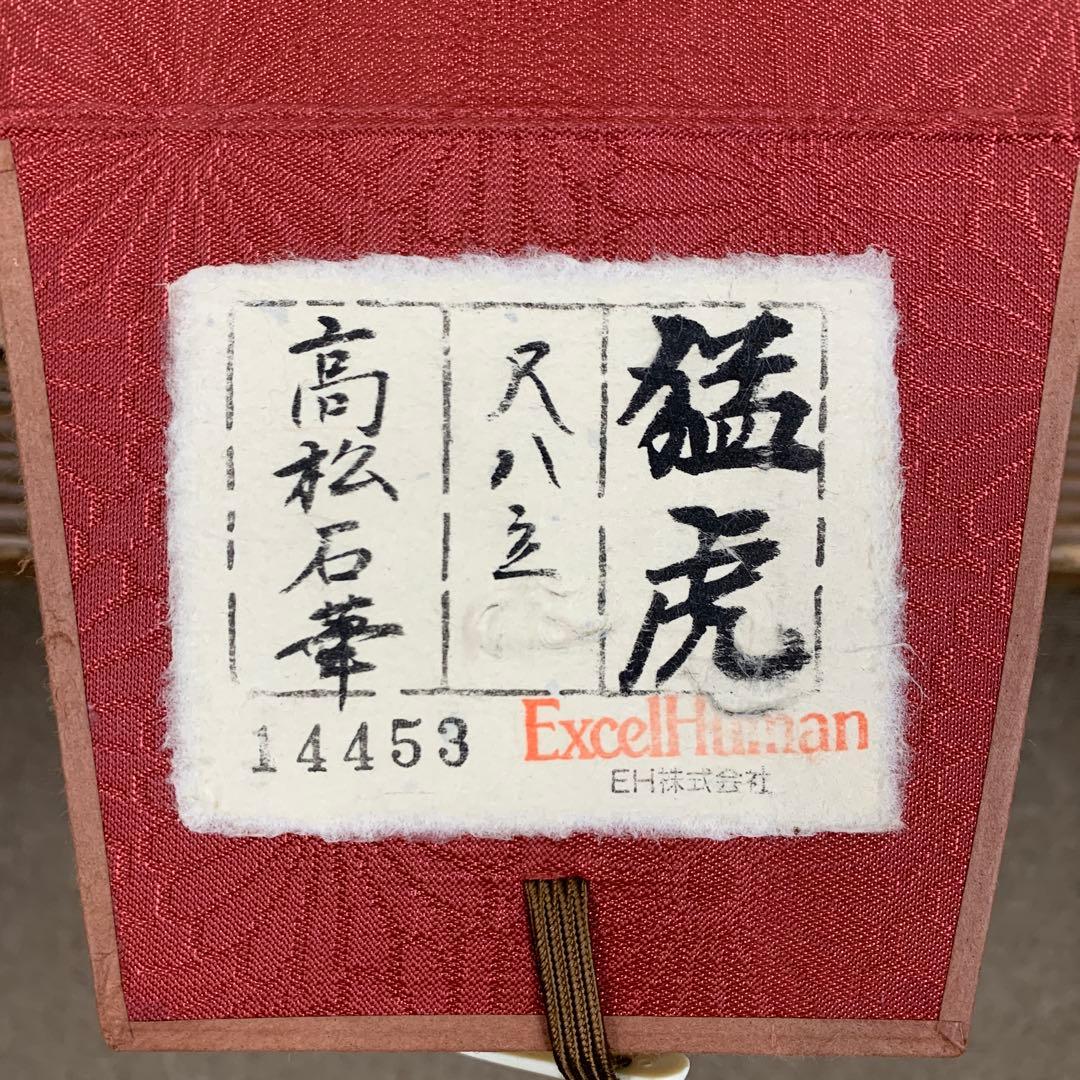 猛虎
尺八立
高松石華
14453
ExcelHuman
EH株式会社